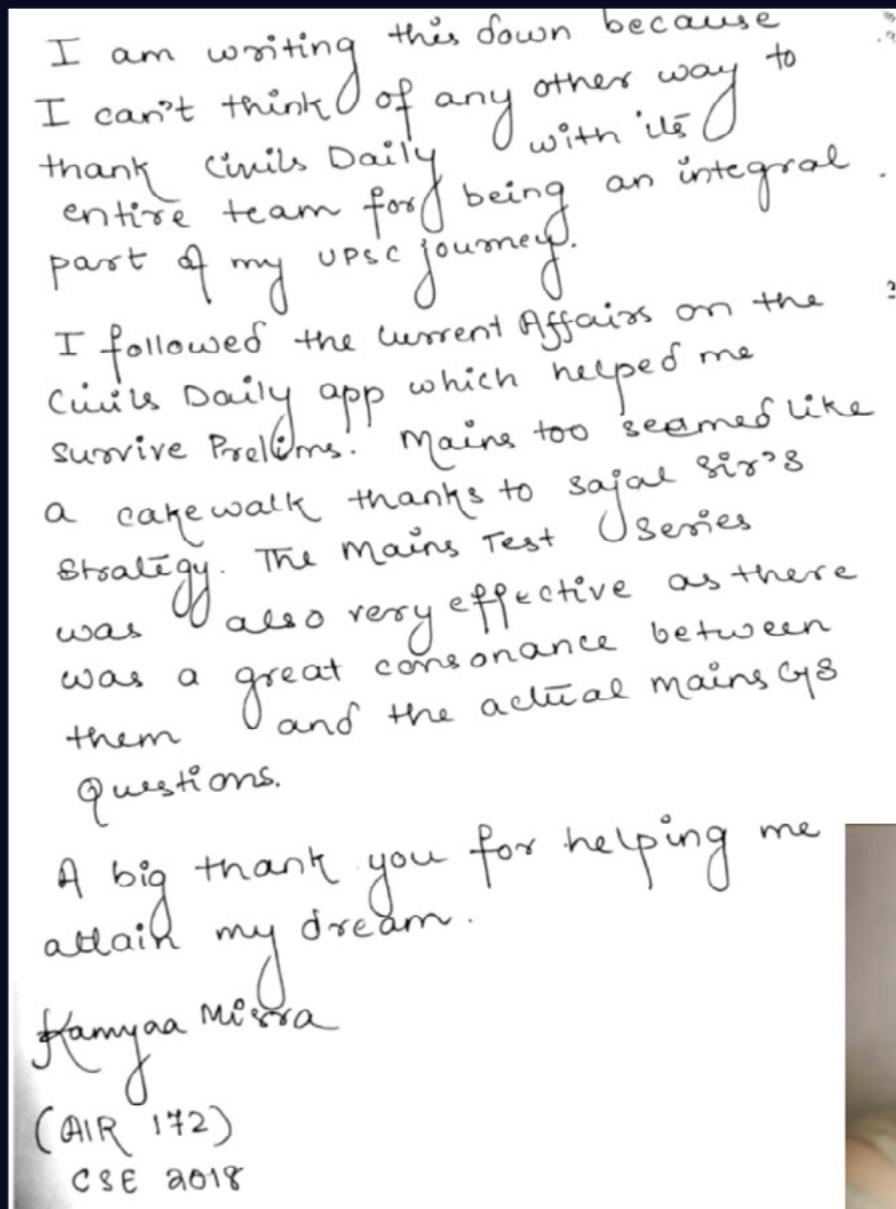 I am writing this down because
I can't think of any other way to
thank Civils Daily with its
entire team for being an integral
part of my UPSC journey.
I followed the Current Affairs on the
Civils Daily app which helped me
survive Prelims. Mains too seamed like
a cakewalk thanks to Sajal Sir's
Strategy. The Mains Test Series
was also very effective as there
was a great consonance between
them and the actual mains GS
Questions.
A big thank you for helping me
attain my dream.
Kamyaa Misra
(AIR 172)
CSE 2018